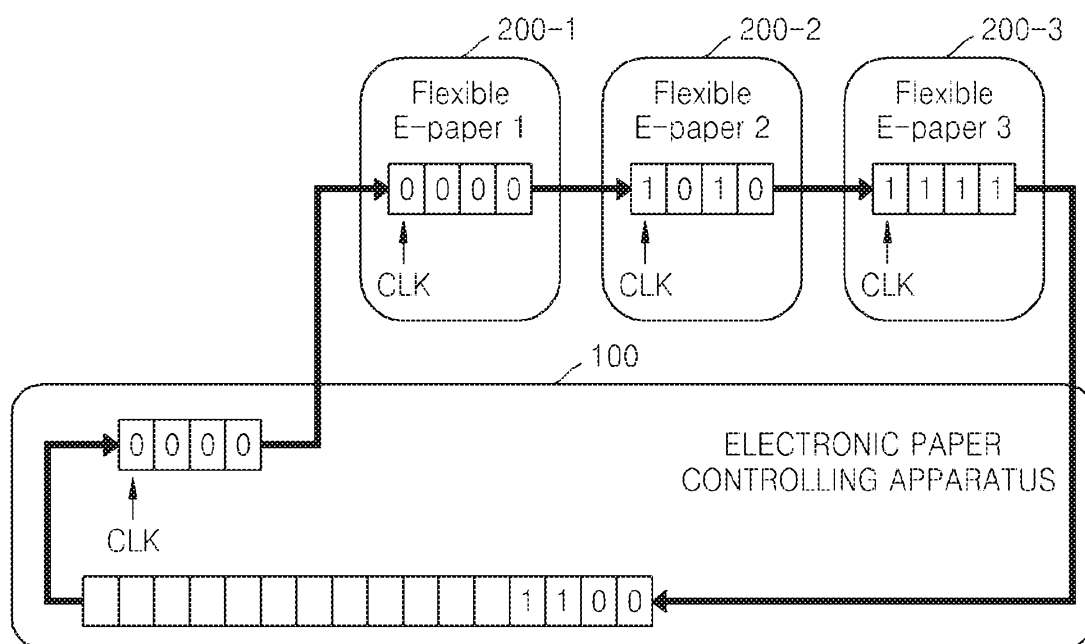 200-1
200-2
200-3
Flexible
E-paper 1
Flexible
E-paper 2
Flexible
E-paper 3
0 0 0 0
1 0 1 0
1 1 1 1
CLK
CLK
CLK
100
0 0 0 0
ELECTRONIC PAPER
CONTROLLING APPARATUS
CLK
1 1 0 0